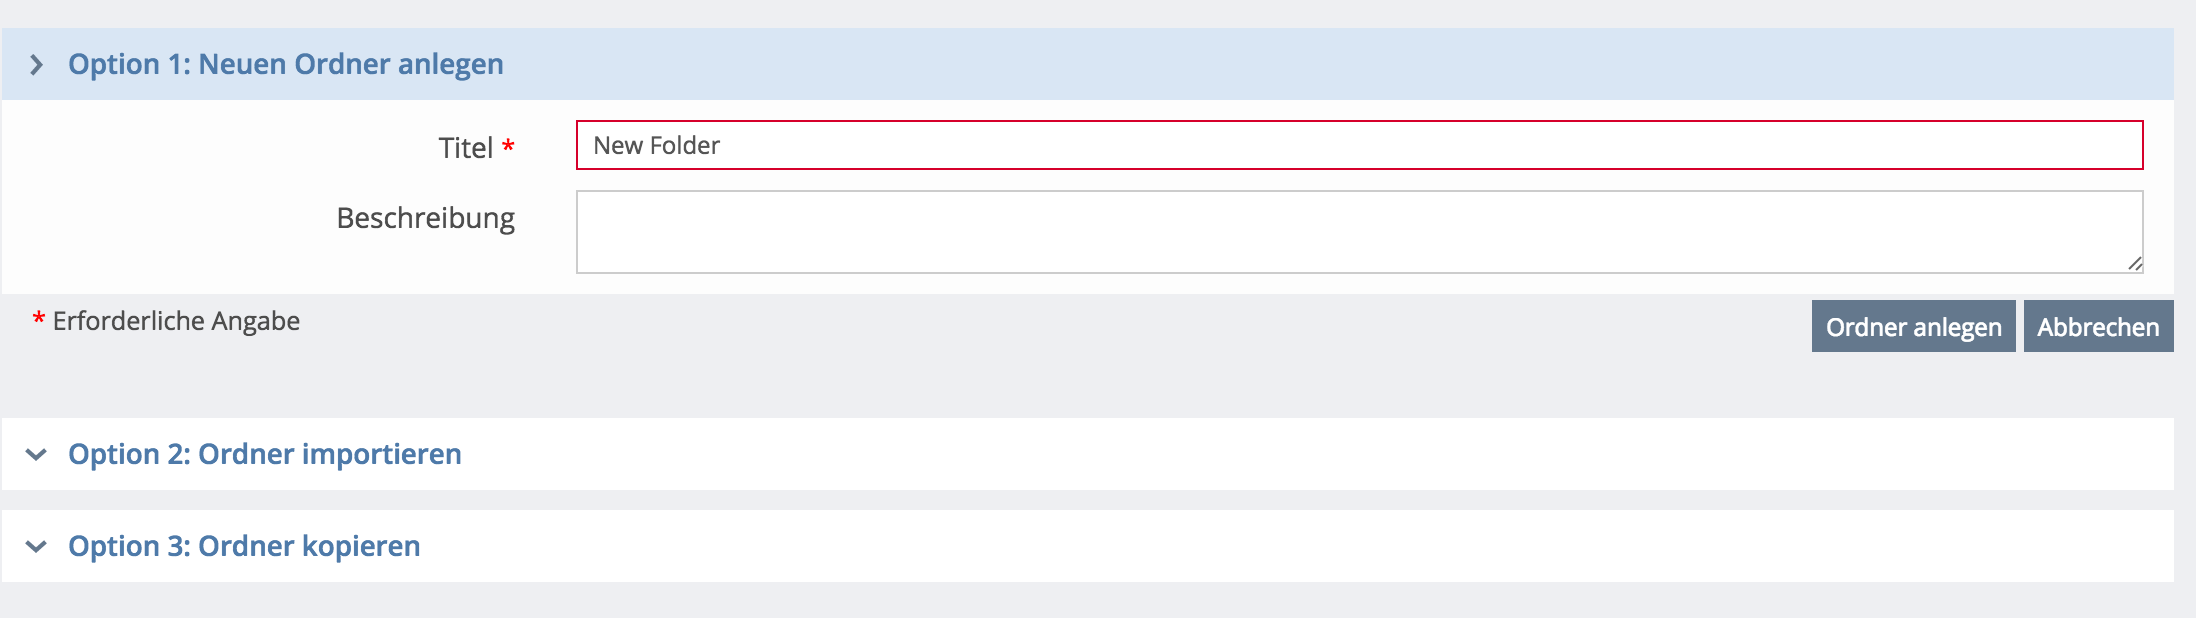 Option 1: Neuen Ordner anlegen
Titel *
New Folder
Beschreibung
* Erforderliche Angabe
Ordner anlegen
Abbrechen
Option 2: Ordner importieren
Option 3: Ordner kopieren